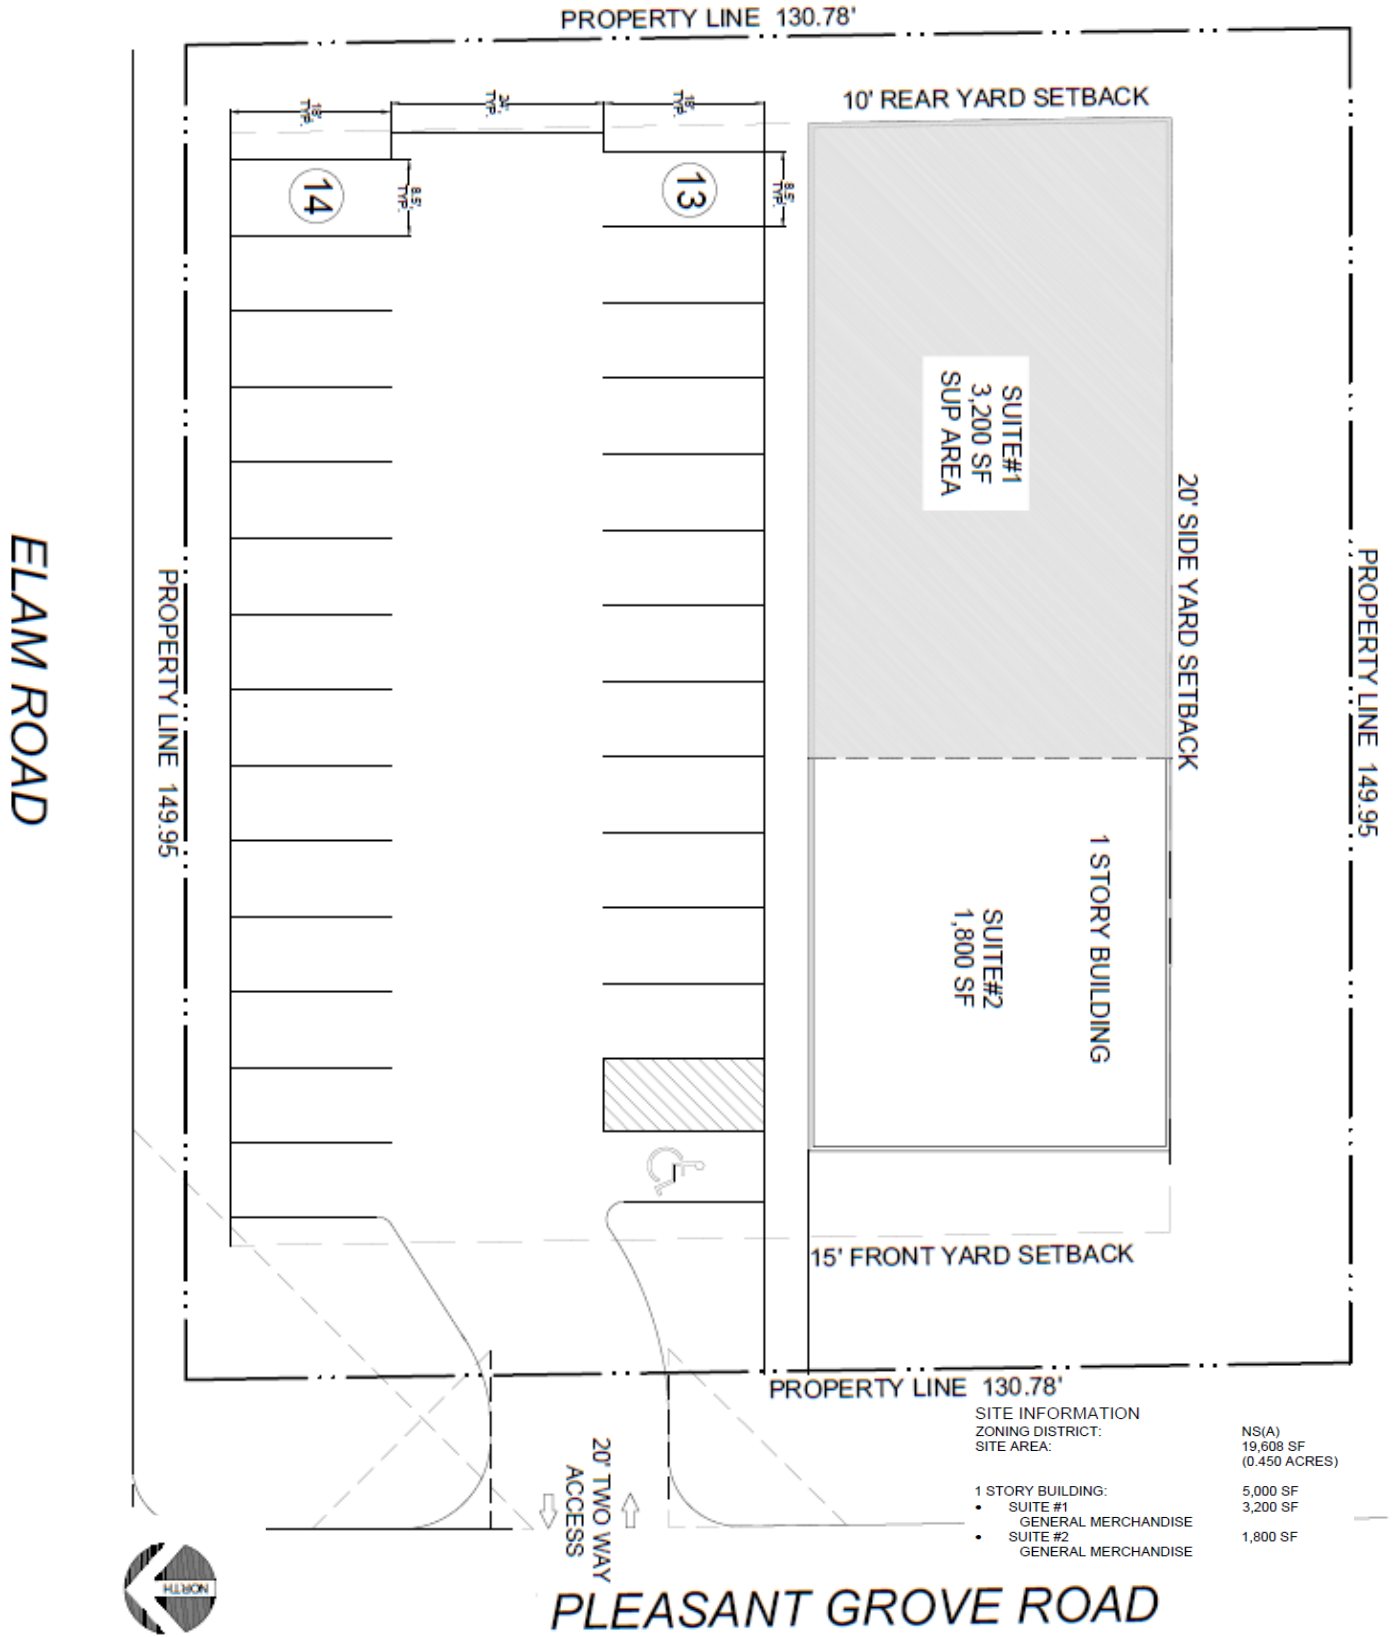 PROPERTY LINE 130.78'
10' REAR YARD SETBACK
18'
TYP.
24'
TYP.
18'
TYP.
14
8.5'
TYP.
13
8.5'
TYP.
SUITE#1
3,200 SF
SUP AREA
20' SIDE YARD SETBACK
PROPERTY LINE 149.95
ELAM ROAD
PROPERTY LINE 149.95
1 STORY BUILDING
SUITE#2
1,800 SF
15' FRONT YARD SETBACK
PROPERTY LINE 130.78'
SITE INFORMATION
ZONING DISTRICT: NS(A)
SITE AREA: 19,608 SF
(0.450 ACRES)
1 STORY BUILDING: 5,000 SF
• SUITE #1 3,200 SF
GENERAL MERCHANDISE
• SUITE #2 1,800 SF
GENERAL MERCHANDISE
20' TWO WAY
ACCESS
NORTH
PLEASANT GROVE ROAD